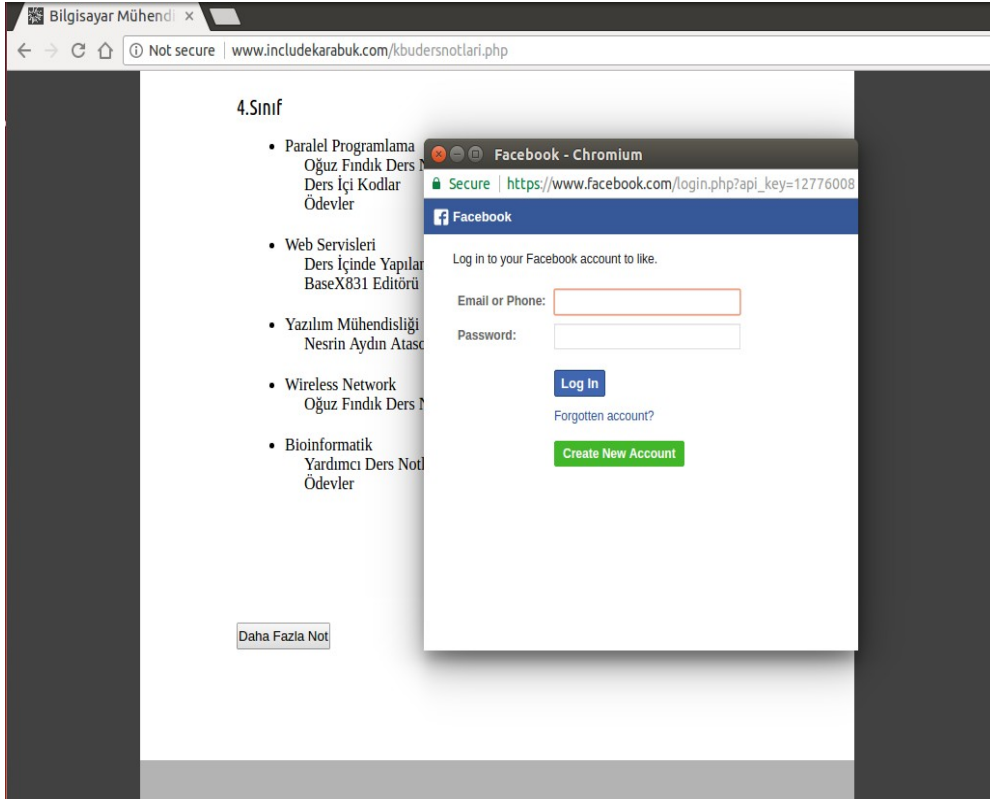 Bilgisayar Mühendi
Not secure | www.includekarabuk.com/kbudersnotlari.php
4.Sınıf
Paralel Programlama
Oğuz Fındık Ders
Ders İçi Kodlar
Ödevler
Web Servisleri
Ders İçinde Yapılan
BaseX831 Editörü
Yazılım Mühendisliği
Nesrin Aydın Ataso
Wireless Network
Oğuz Fındık Ders
Bioinformatik
Yardımcı Ders Notl
Ödevler
Daha Fazla Not
Facebook - Chromium
Secure | https://www.facebook.com/login.php?api_key=12776008
Facebook
Log in to your Facebook account to like.
Email or Phone:
Password:
Log In
Forgotten account?
Create New Account